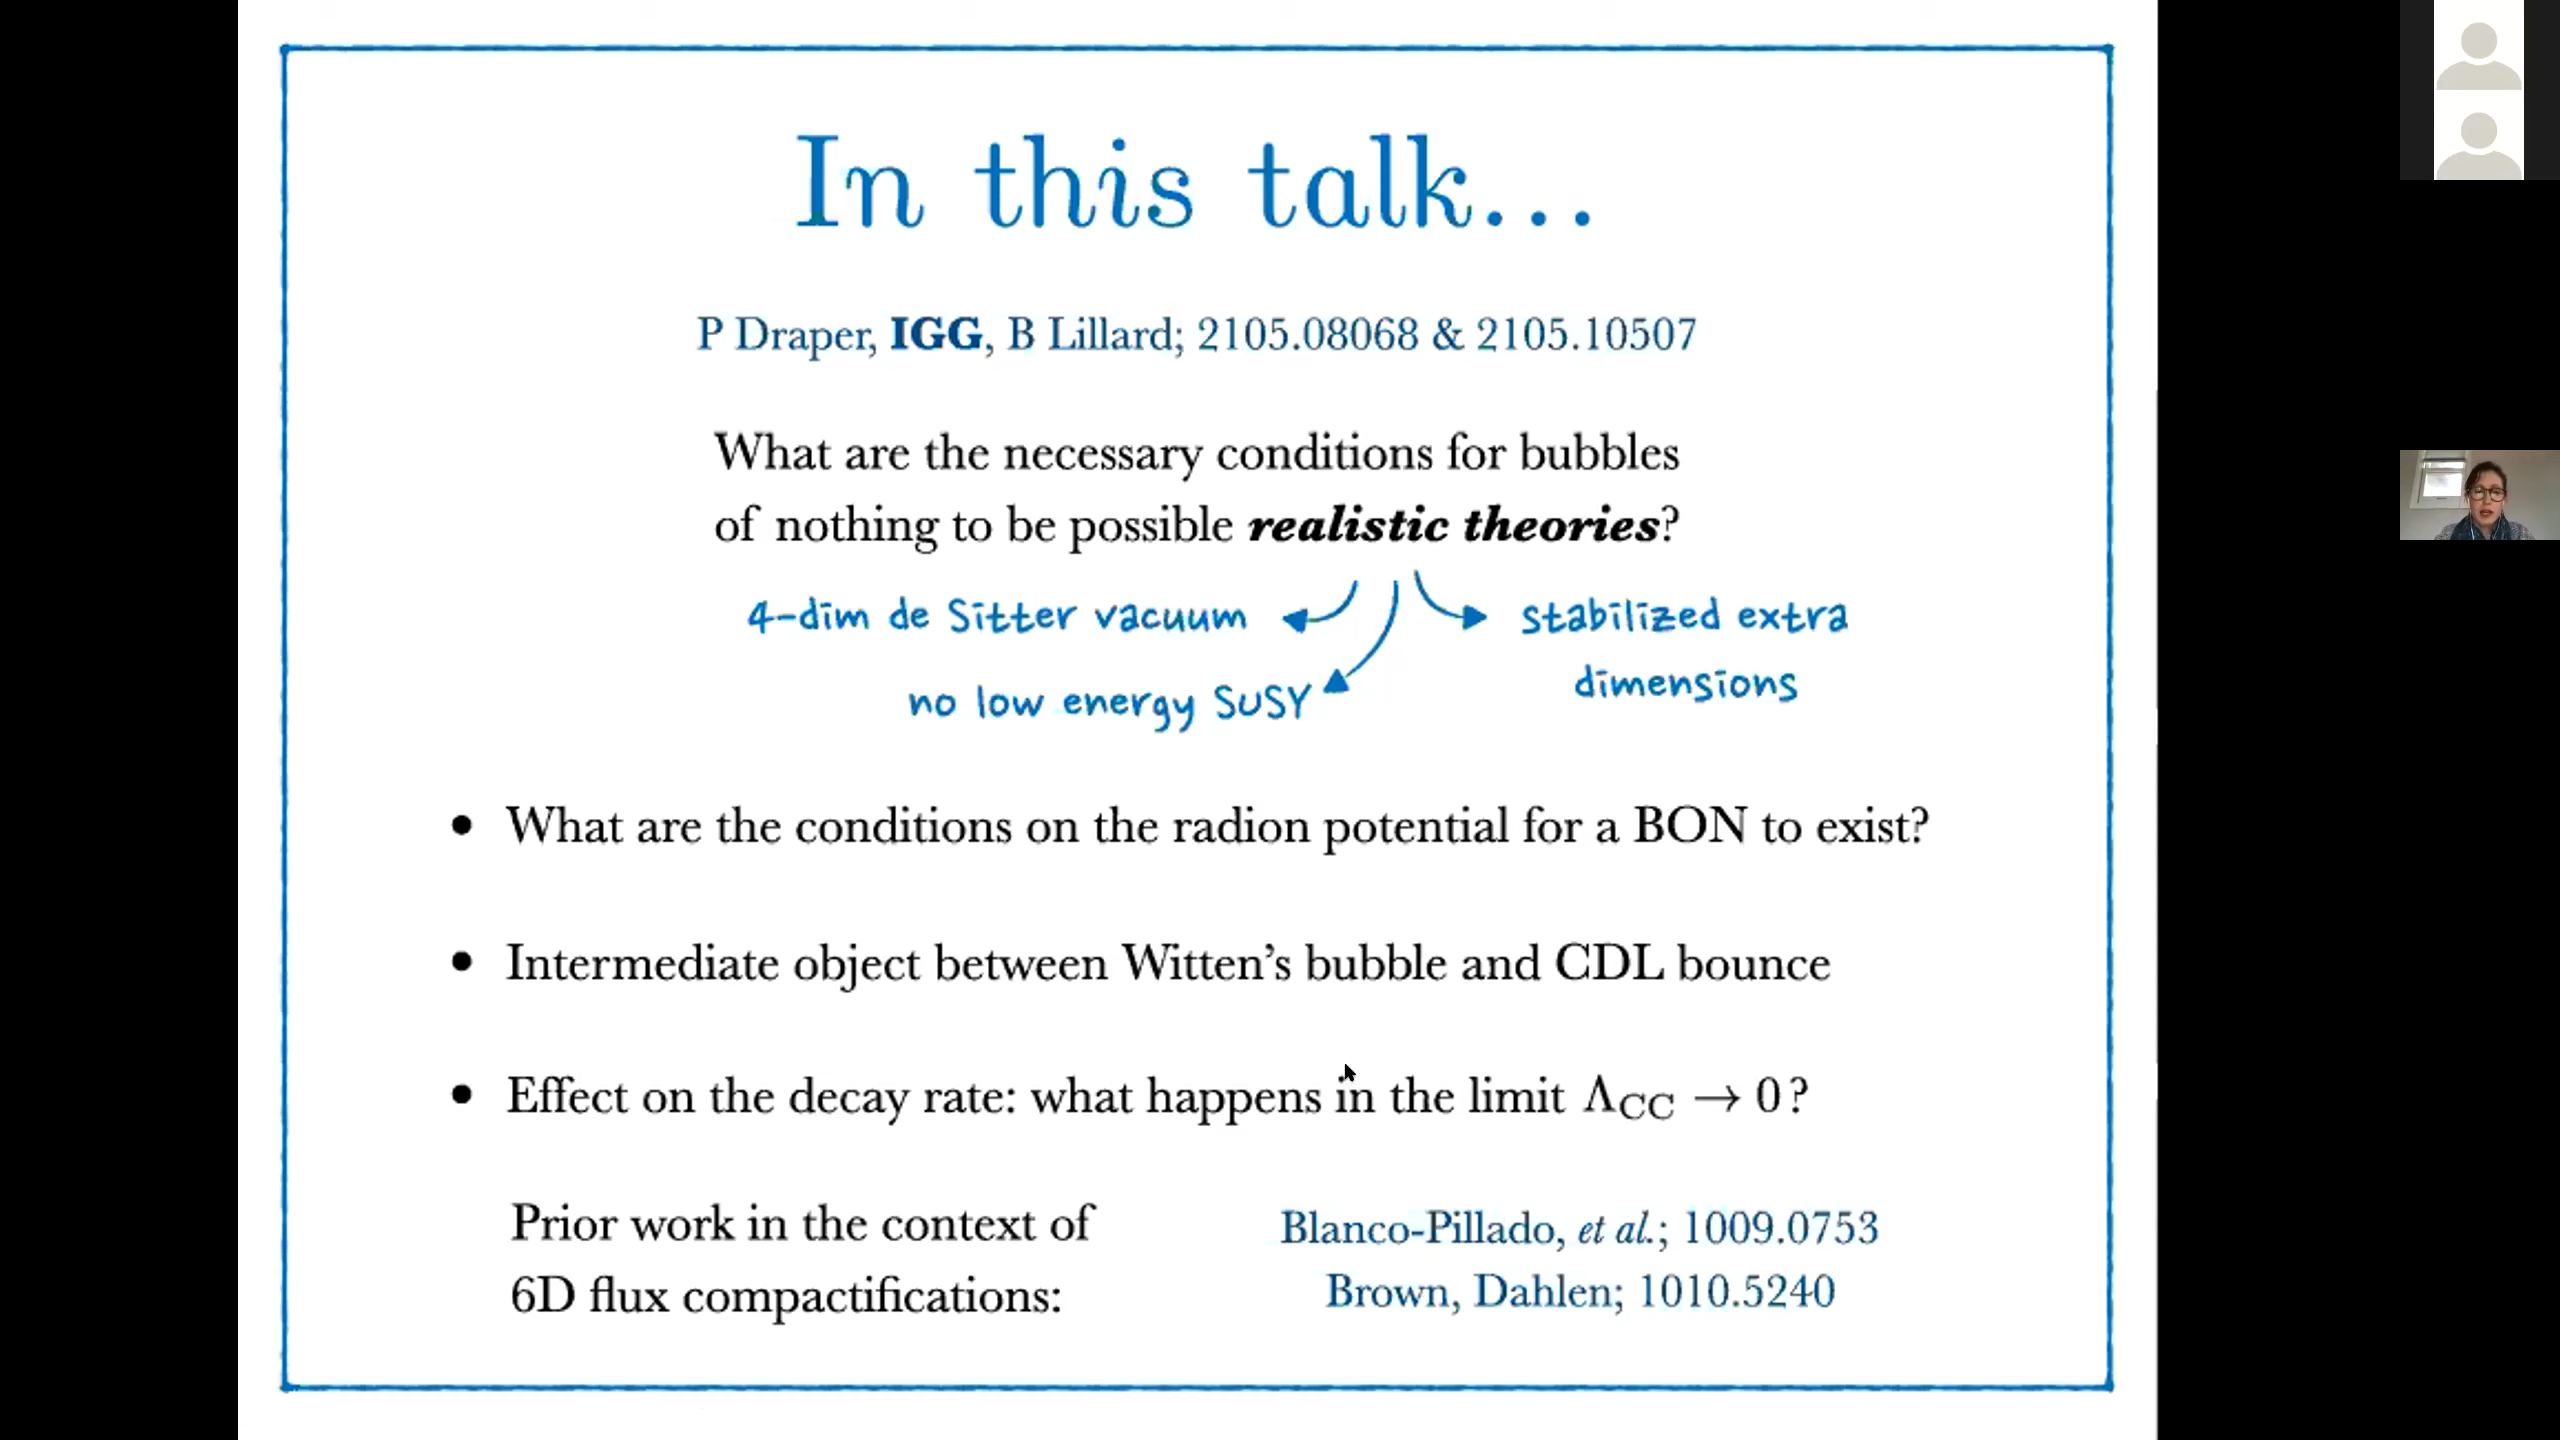 In this talk...
P Draper, IGG, B Lillard; 2105.08068 & 2105.10507
What are the necessary conditions for bubbles
of nothing to be possible realistic theories?
4-dim de Sitter vacuum
stabilized extra
dimensions
no low energy SUSY
• What are the conditions on the radion potential for a BON to exist?
• Intermediate object between Witten's bubble and CDL bounce
• Effect on the decay rate: what happens in the limit Λ_CC → 0?
Prior work in the context of
6D flux compactifications:
Blanco-Pillado, et al.; 1009.0753
Brown, Dahlen; 1010.5240